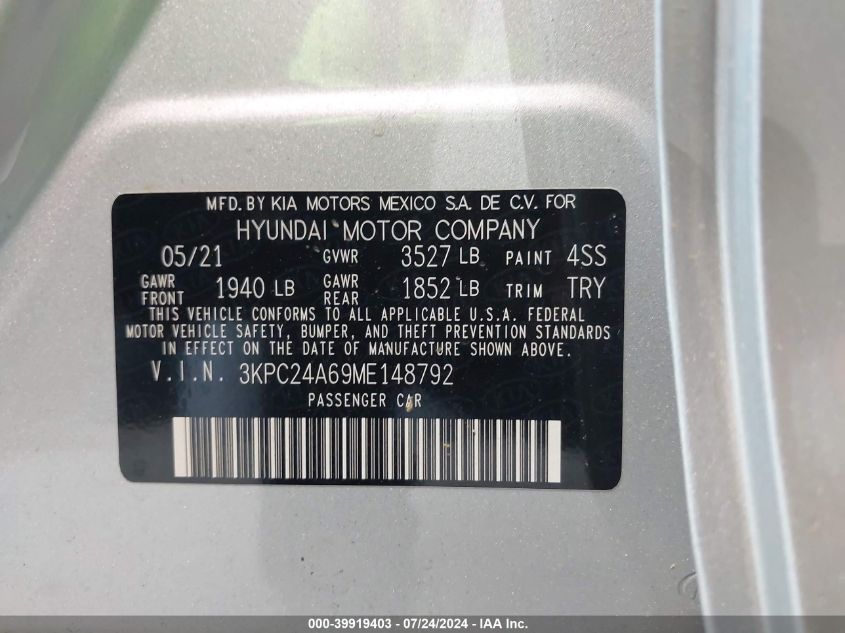 MFD. BY KIA MOTORS MEXICO S.A. DE C.V. FOR
HYUNDAI MOTOR COMPANY
05/21 GVWR 3527 LB PAINT 4SS
GAWR FRONT 1940 LB GAWR REAR 1852 LB TRIM TRY
THIS VEHICLE CONFORMS TO ALL APPLICABLE U.S.A. FEDERAL
MOTOR VEHICLE SAFETY, BUMPER, AND THEFT PREVENTION STANDARDS
IN EFFECT ON THE DATE OF MANUFACTURE SHOWN ABOVE.
V.I.N. 3KPC24A69ME148792
PASSENGER CAR
000-39919403 - 07/24/2024 - IAA Inc.